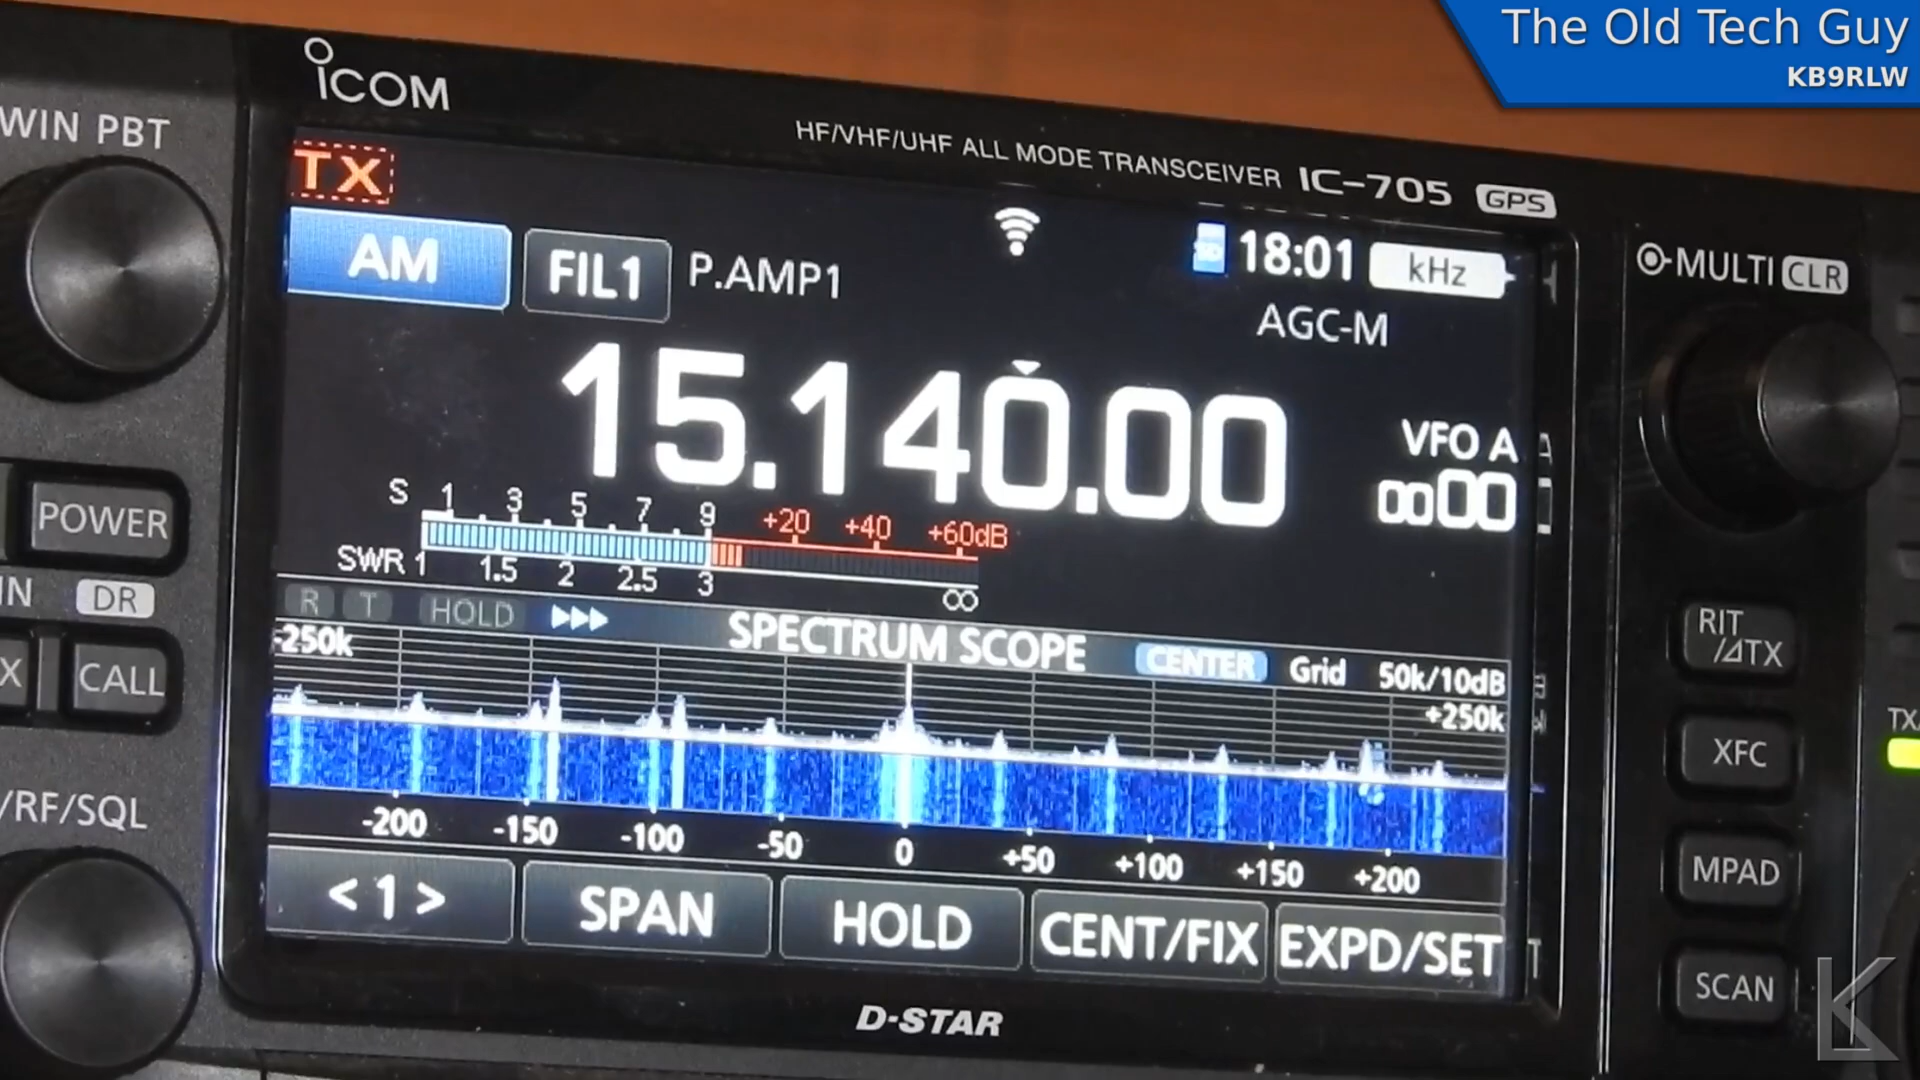 The Old Tech Guy
KB9RLW
ICOM
HF/VHF/UHF ALL MODE TRANSCEIVER IC-705 GPS
WIN PBT
TX
AM FIL1 P.AMP1 18:01 kHz
AGC-M
MULTI CLR
15.140.00
VFO A
00
S 1 3 5 7 9 +20 +40 +60dB
SWR 1 1.5 2 2.5 3 ∞
POWER
IN DR
R T HOLD SPECTRUM SCOPE CENTER Grid 50k/10dB
-250k +250k
RIT
/⊿TX
X CALL
TX
XFC
/RF/SQL
-200 -150 -100 -50 0 +50 +100 +150 +200
MPAD
< 1 > SPAN HOLD CENT/FIX EXPD/SET
SCAN
D-STAR
K